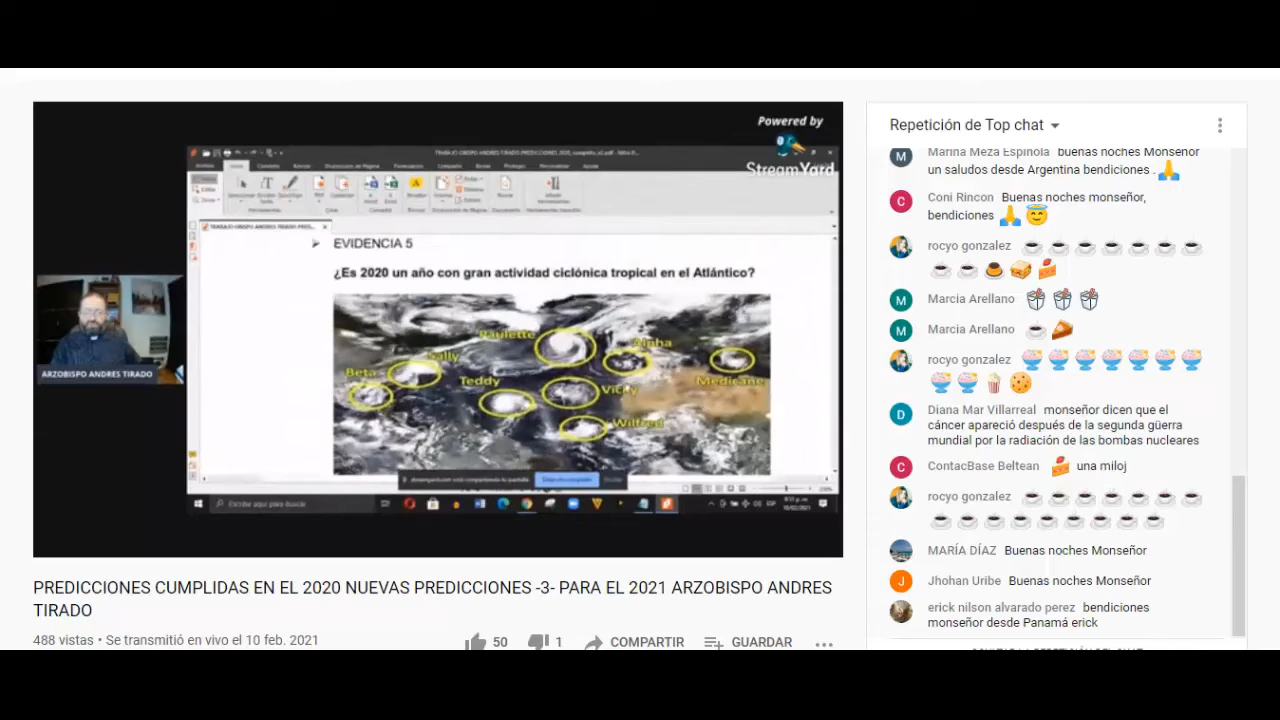 Powered by
StreamYard
EVIDENCIA 5
¿Es 2020 un año con gran actividad ciclónica tropical en el Atlántico?
Paulette
Alpha
Sally
Beta
Teddy
Vicky
Medicane
Wilfred
ARZOBISPO ANDRES TIRADO
Escribe aquí para buscar
PREDICCIONES CUMPLIDAS EN EL 2020 NUEVAS PREDICCIONES -3- PARA EL 2021 ARZOBISPO ANDRES
TIRADO
488 vistas • Se transmitió en vivo el 10 feb. 2021
50
1
COMPARTIR
GUARDAR
Repetición de Top chat
Marina Meza Espinola buenas noches Monseñor
un saludos desde Argentina bendiciones .
Coni Rincon Buenas noches monseñor,
bendiciones
rocyo gonzalez
Marcia Arellano
Marcia Arellano
rocyo gonzalez
Diana Mar Villarreal monseñor dicen que el
cáncer apareció después de la segunda güerra
mundial por la radiación de las bombas nucleares
ContacBase Beltean una miloj
rocyo gonzalez
MARÍA DÍAZ Buenas noches Monseñor
Jhohan Uribe Buenas noches Monseñor
erick nilson alvarado perez bendiciones
monseñor desde Panamá erick